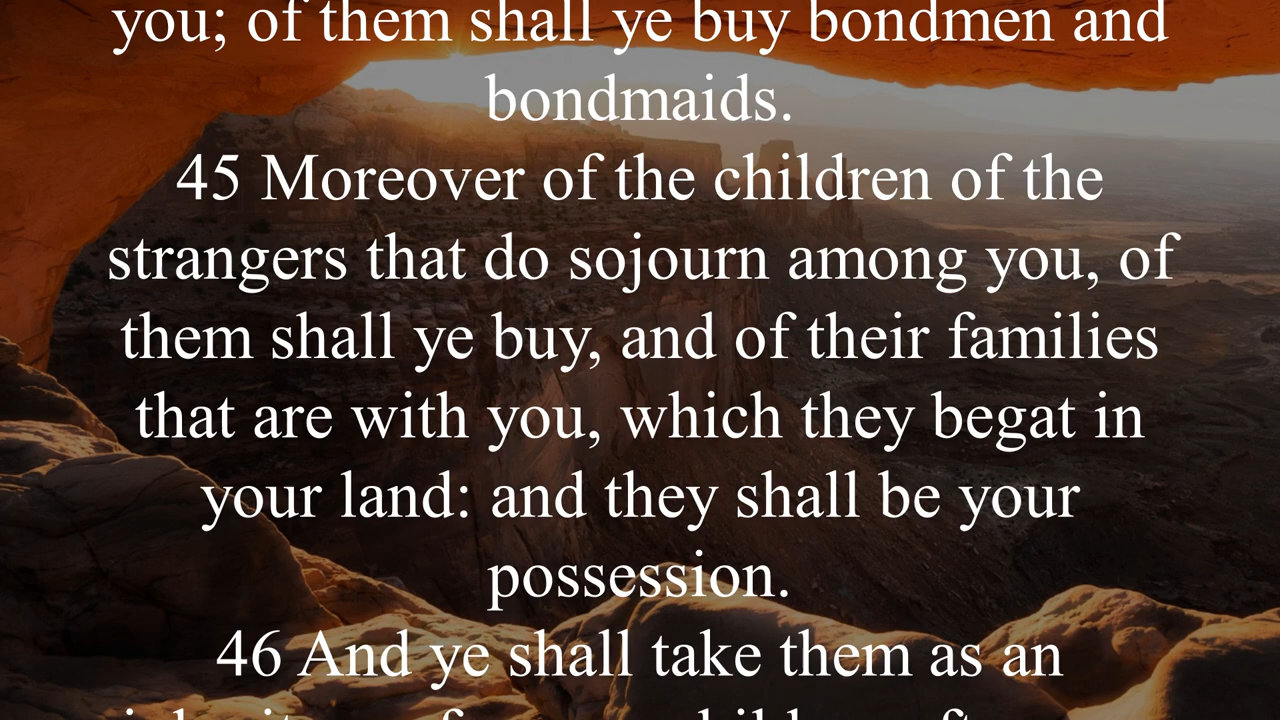 you; of them shall ye buy bondmen and
bondmaids.
45 Moreover of the children of the
strangers that do sojourn among you, of
them shall ye buy, and of their families
that are with you, which they begat in
your land: and they shall be your
possession.
46 And ye shall take them as an